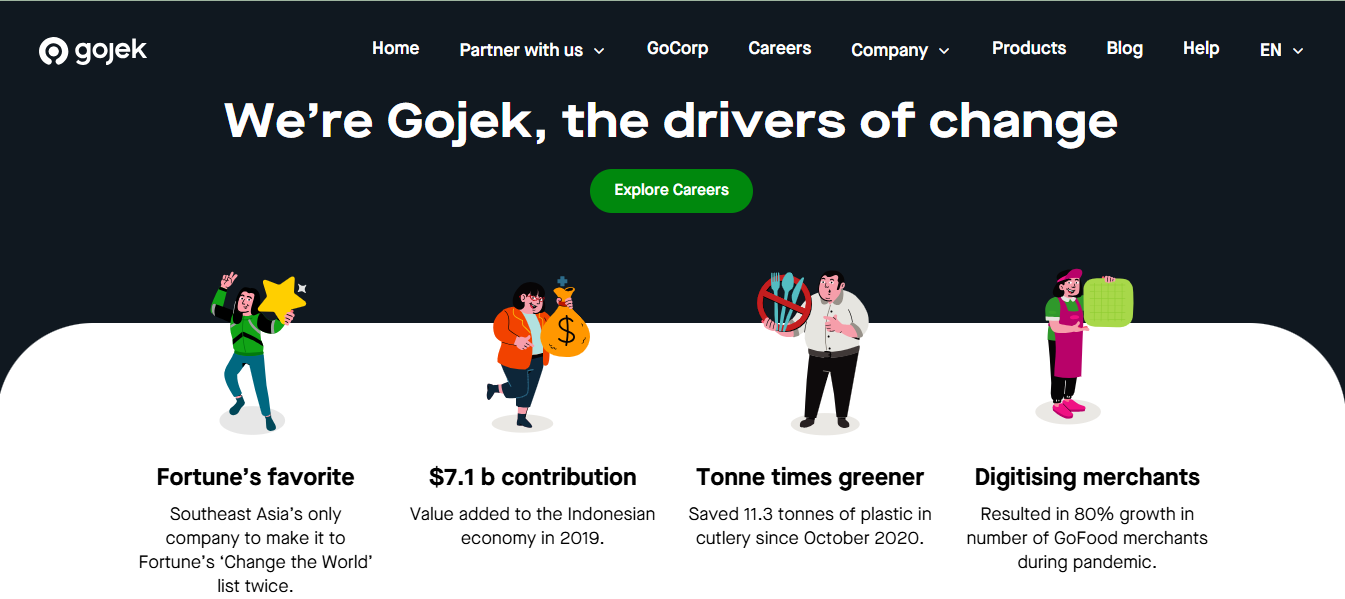 gojek
Home Partner with us GoCorp Careers Company Products Blog Help EN
We’re Gojek, the drivers of change
Explore Careers
$
Fortune’s favorite
Southeast Asia’s only
company to make it to
Fortune’s ‘Change the World’
list twice.
$7.1 b contribution
Value added to the Indonesian
economy in 2019.
Tonne times greener
Saved 11.3 tonnes of plastic in
cutlery since October 2020.
Digitising merchants
Resulted in 80% growth in
number of GoFood merchants
during pandemic.